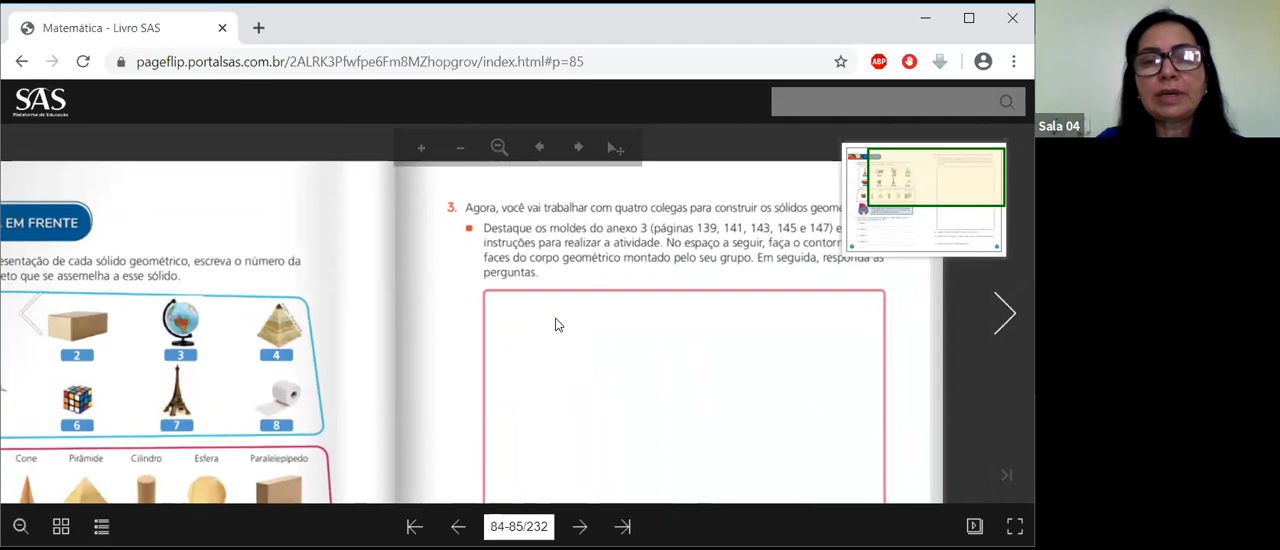 Matemática - Livro SAS
pageflip.portalsas.com.br/2ALRK3Pfwfpe6Fm8MZhopgrov/index.html#p=85
ABP
SAS
Plataforma de Educação
Sala 04
EM FRENTE
esentação de cada sólido geométrico, escreva o número da
eto que se assemelha a esse sólido.
2
3
4
6
7
8
Cone Pirâmide Cilindro Esfera Paralelepípedo
3. Agora, você vai trabalhar com quatro colegas para construir os sólidos geom
Destaque os moldes do anexo 3 (páginas 139, 141, 143, 145 e 147) e
instruções para realizar a atividade. No espaço a seguir, faça o contor
faces do corpo geométrico montado pelo seu grupo. Em seguida, responda as
perguntas.
84-85/232